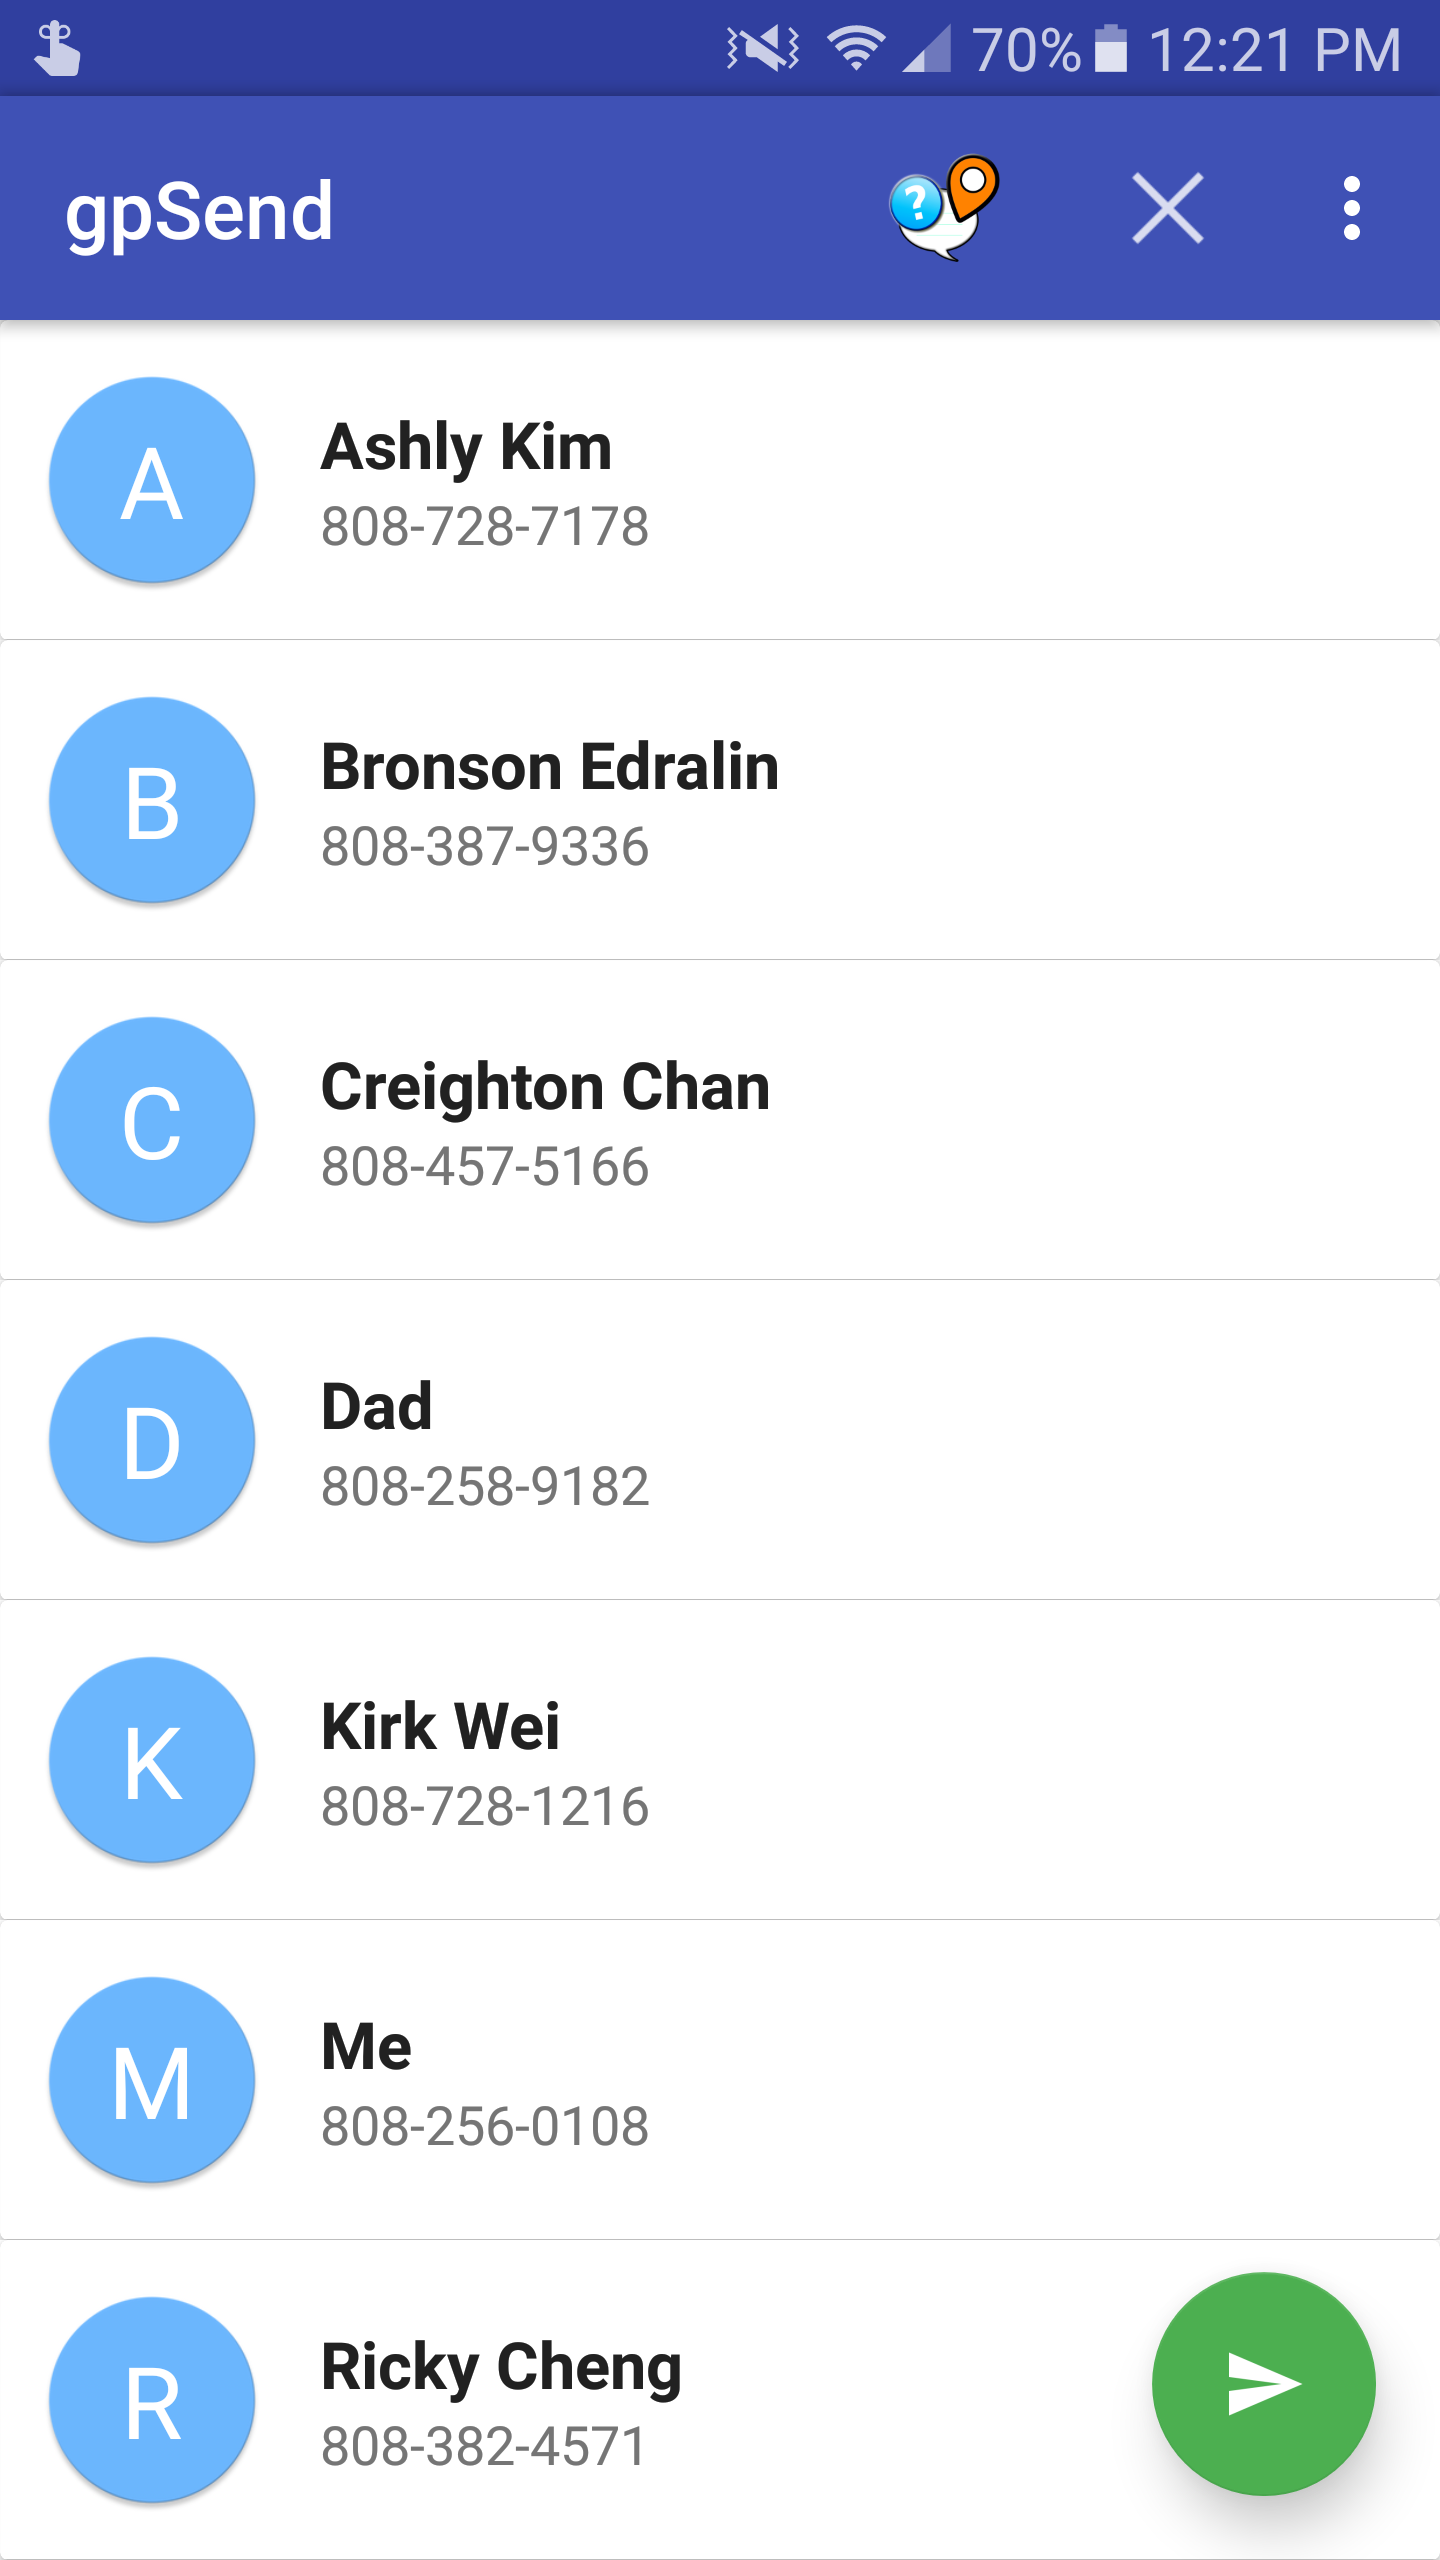 70% 12:21 PM
gpSend
?
A
Ashly Kim
808-728-7178
B
Bronson Edralin
808-387-9336
C
Creighton Chan
808-457-5166
D
Dad
808-258-9182
K
Kirk Wei
808-728-1216
M
Me
808-256-0108
R
Ricky Cheng
808-382-4571